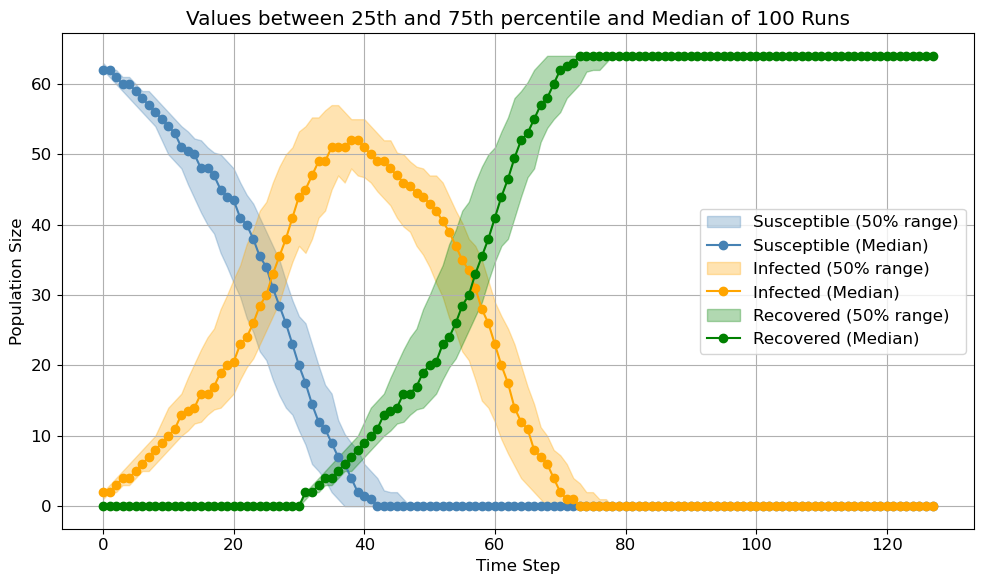 Values between 25th and 75th percentile and Median of 100 Runs
Population Size
60
50
40
30
20
10
0
Susceptible (50% range)
Susceptible (Median)
Infected (50% range)
Infected (Median)
Recovered (50% range)
Recovered (Median)
0 20 40 60 80 100 120
Time Step